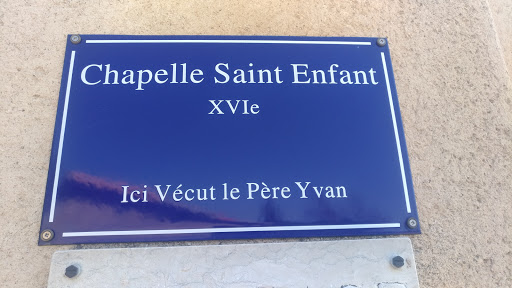 Chapelle Saint Enfant
XVIe
Ici Vécut le Père Yvan